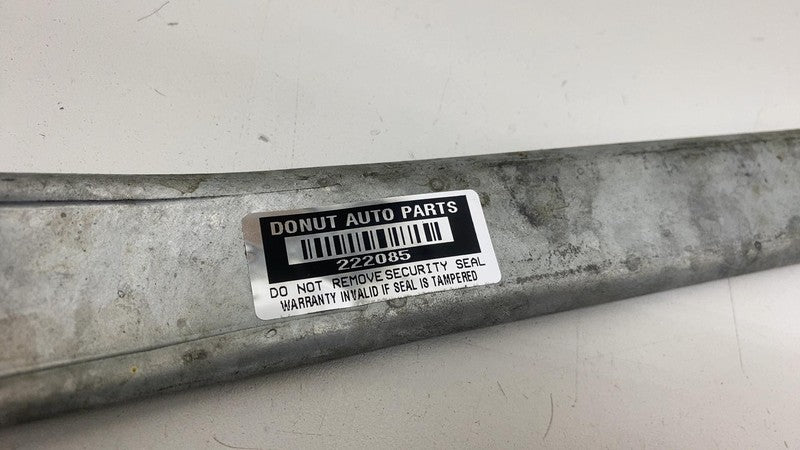 DONUT AUTO PARTS
222085
DO NOT REMOVE SECURITY SEAL
WARRANTY INVALID IF SEAL IS TAMPERED